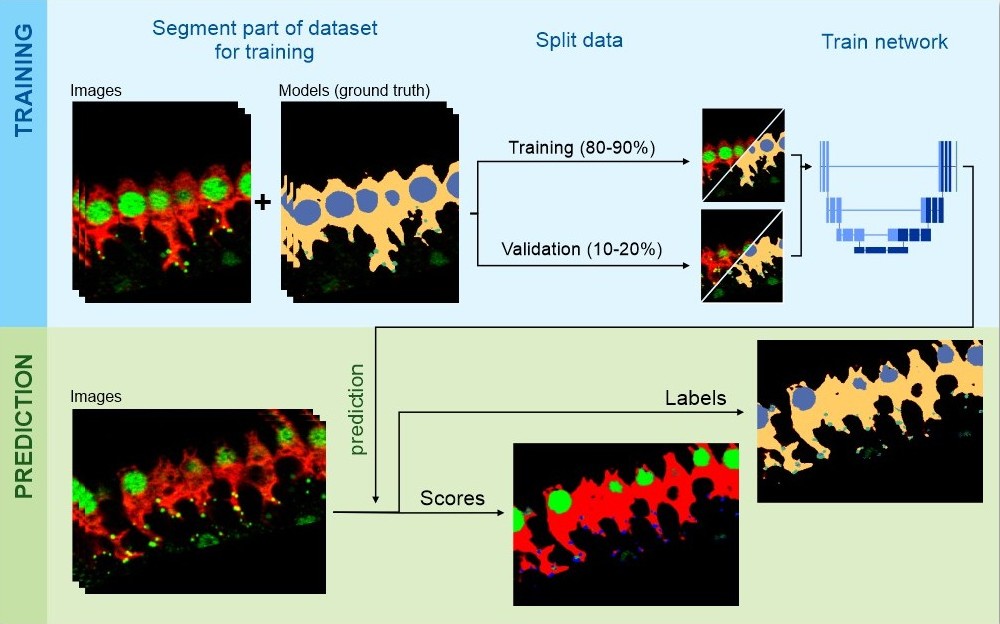 TRAINING
Segment part of dataset
for training
Split data
Train network
Images
Models (ground truth)
Training (80-90%)
+
Validation (10-20%)
PREDICTION
Images
prediction
Labels
Scores